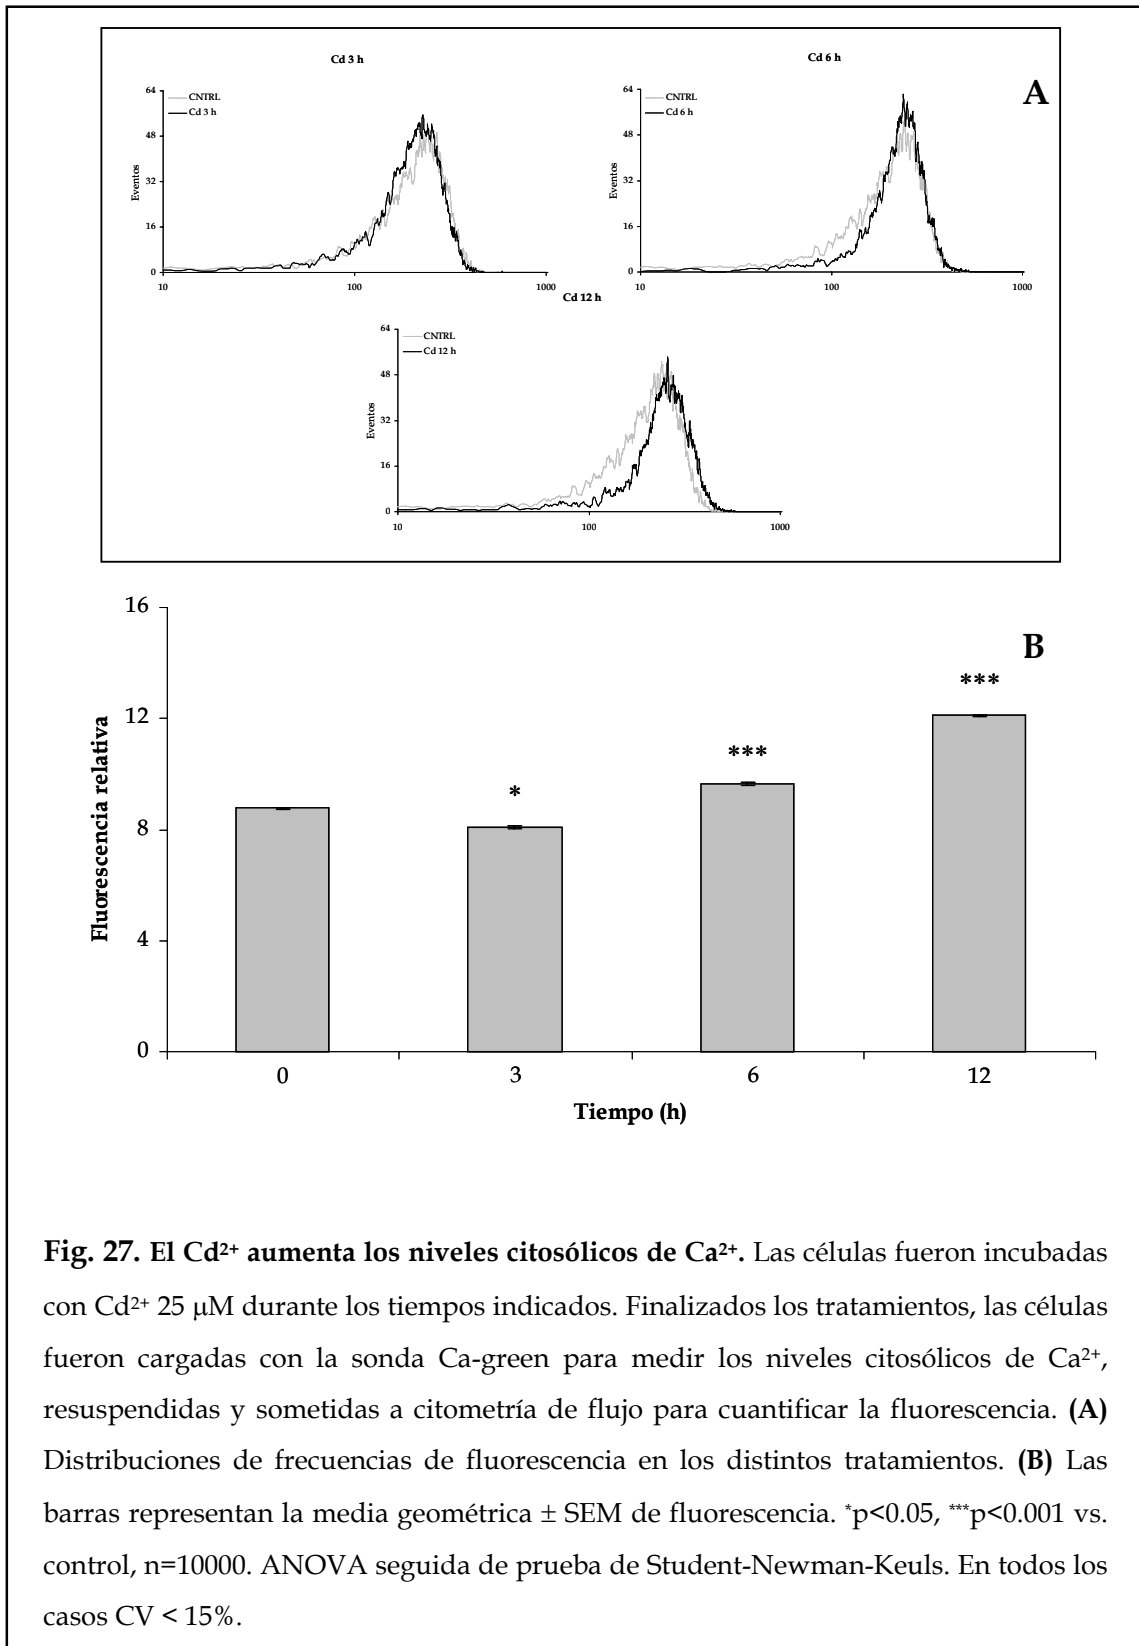 Cd 3 h
Cd 6 h
A
64
CNTRL
Cd 3 h
48
Eventos
32
16
0
10
100
1000
64
CNTRL
Cd 6 h
48
Eventos
32
16
0
10
100
1000
Cd 12 h
64
CNTRL
Cd 12 h
48
Eventos
32
16
0
10
100
1000
16
B
***
12
***
*
Fluorescencia relativa
8
4
0
0
3
6
12
Tiempo (h)
Fig. 27. El Cd²⁺ aumenta los niveles citosólicos de Ca²⁺. Las células fueron incubadas
con Cd²⁺ 25 μM durante los tiempos indicados. Finalizados los tratamientos, las células
fueron cargadas con la sonda Ca-green para medir los niveles citosólicos de Ca²⁺,
resuspendidas y sometidas a citometría de flujo para cuantificar la fluorescencia. (A)
Distribuciones de frecuencias de fluorescencia en los distintos tratamientos. (B) Las
barras representan la media geométrica ± SEM de fluorescencia. *p<0.05, ***p<0.001 vs.
control, n=10000. ANOVA seguida de prueba de Student-Newman-Keuls. En todos los
casos CV < 15%.